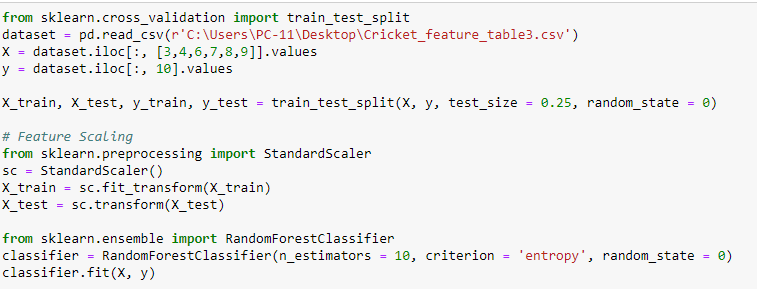 from sklearn.cross_validation import train_test_split
dataset = pd.read_csv(r'C:\Users\PC-11\Desktop\Cricket_feature_table3.csv')
X = dataset.iloc[:, [3,4,6,7,8,9]].values
y = dataset.iloc[:, 10].values
X_train, X_test, y_train, y_test = train_test_split(X, y, test_size = 0.25, random_state = 0)
# Feature Scaling
from sklearn.preprocessing import StandardScaler
sc = StandardScaler()
X_train = sc.fit_transform(X_train)
X_test = sc.transform(X_test)
from sklearn.ensemble import RandomForestClassifier
classifier = RandomForestClassifier(n_estimators = 10, criterion = 'entropy', random_state = 0)
classifier.fit(X, y)